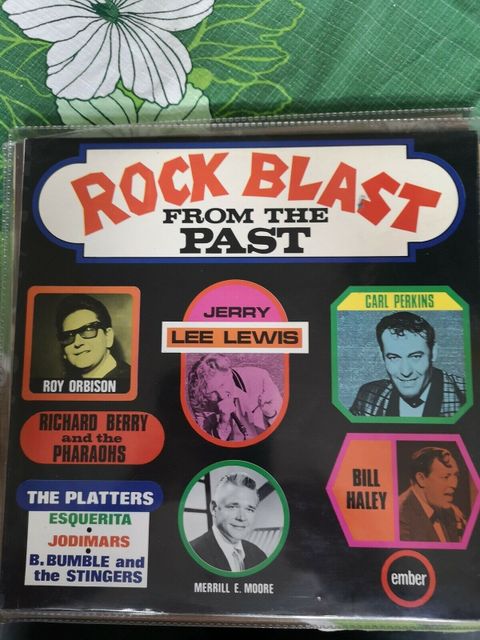 ROCK BLAST
FROM THE
PAST
ROY ORBISON
JERRY
LEE LEWIS
CARL PERKINS
RICHARD BERRY
and the
PHARAOHS
THE PLATTERS
ESQUERITA
•
JODIMARS
•
B. BUMBLE and
the STINGERS
MERRILL E. MOORE
BILL
HALEY
ember